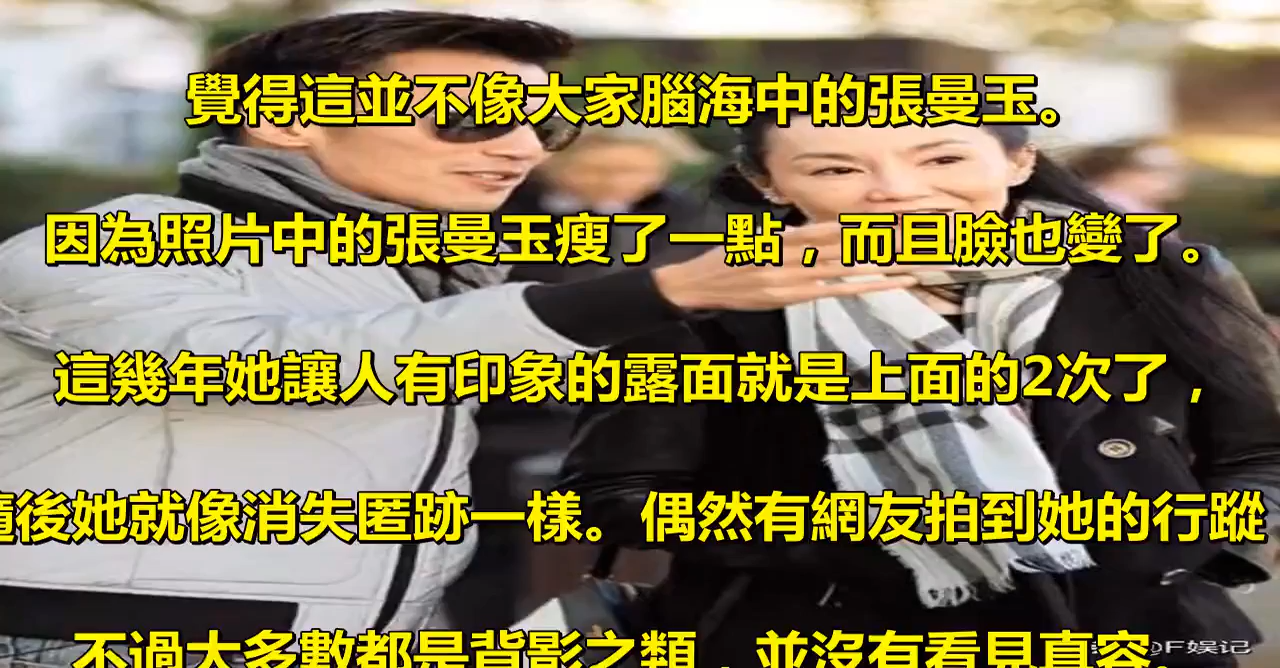 覺得這並不像大家腦海中的張曼玉。
因為照片中的張曼玉瘦了一點，而且臉也變了。
這幾年她讓人有印象的露面就是上面的2次了，
隨後她就像消失匿跡一樣。偶然有網友拍到她的行蹤
不過大多數都是背影之類，並沒有看見真容。
@F娱记